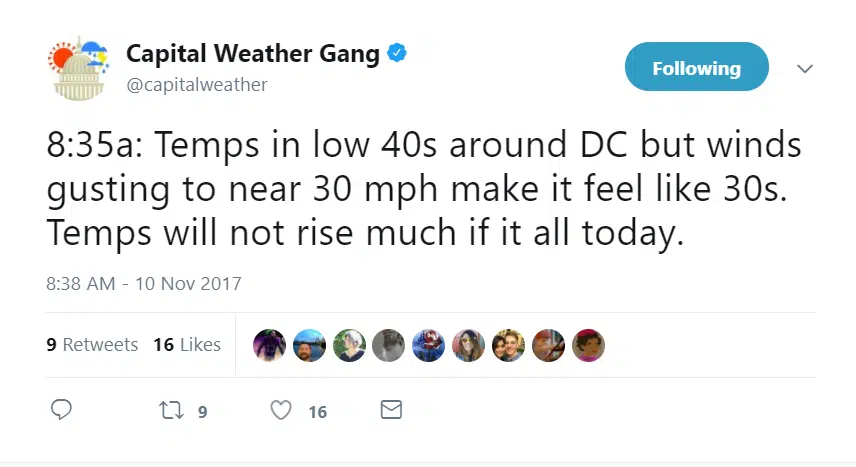 Capital Weather Gang
@capitalweather
Following
8:35a: Temps in low 40s around DC but winds
gusting to near 30 mph make it feel like 30s.
Temps will not rise much if it all today.
8:38 AM - 10 Nov 2017
9 Retweets 16 Likes
9 16